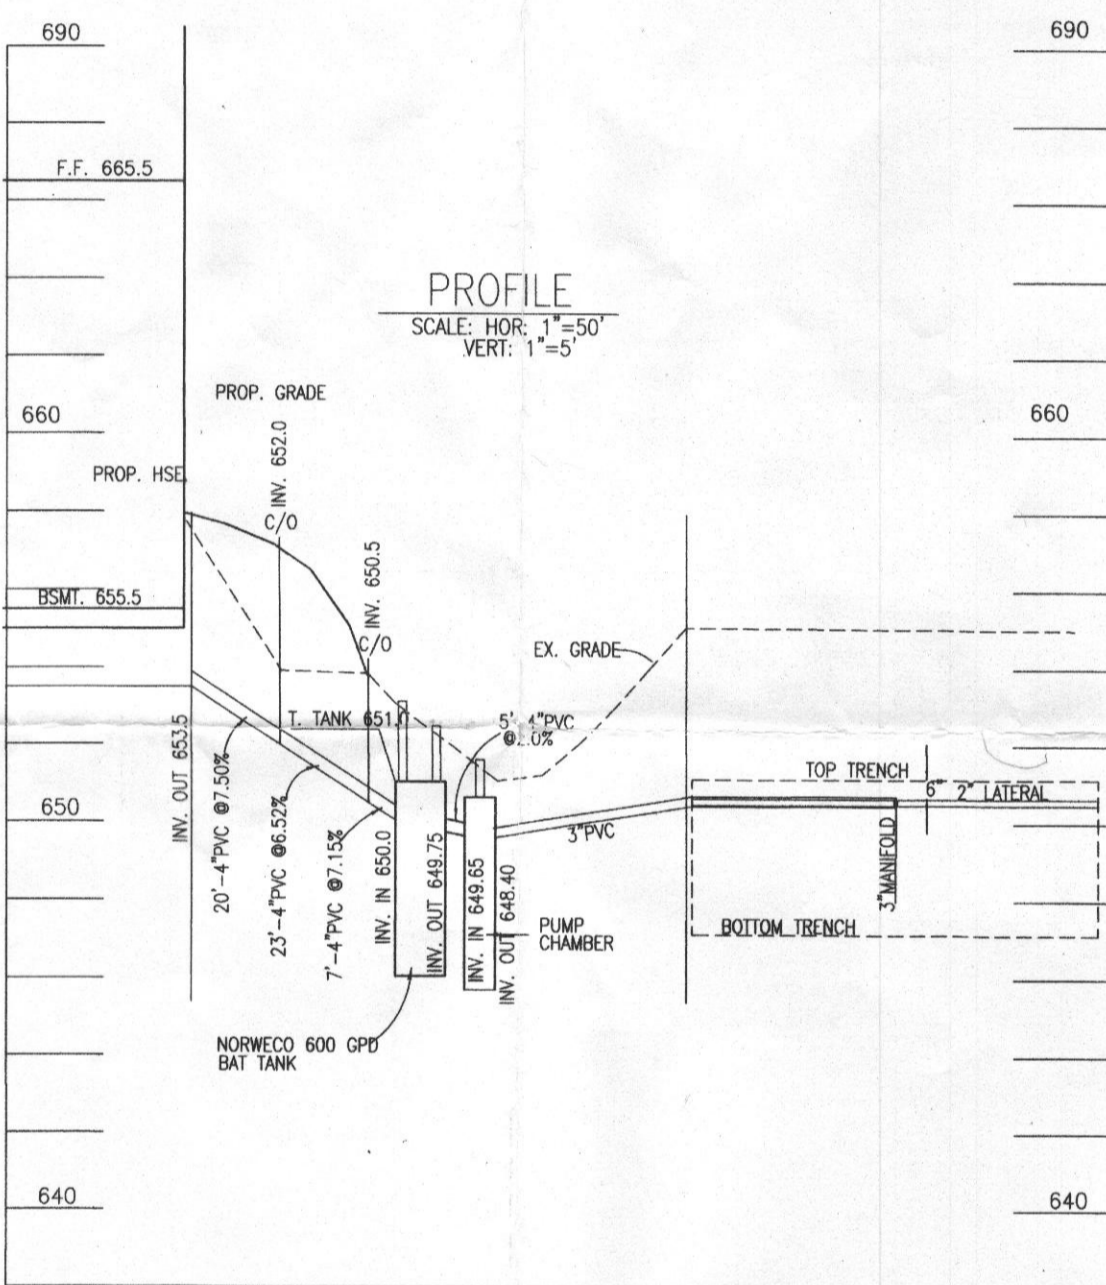 690
690
F.F. 665.5
PROFILE
SCALE: HOR: 1"=50'
VERT: 1"=5'
PROP. GRADE
660
660
PROP. HSE.
C/O INV. 652.0
BSMT. 655.5
C/O INV. 650.5
EX. GRADE
T. TANK 651.0
5'-4"PVC
TOP TRENCH
6"
2" LATERAL
650
INV. OUT 653.5
20'-4"PVC @7.50%
23'-4"PVC @6.52%
7'-4"PVC @7.15%
INV. IN 650.0
INV. OUT 649.75
INV. IN 649.65
INV. OUT 648.40
3"PVC
3"MANIFOLD
PUMP
CHAMBER
BOTTOM TRENCH
NORWECO 600 GPD
BAT TANK
640
640